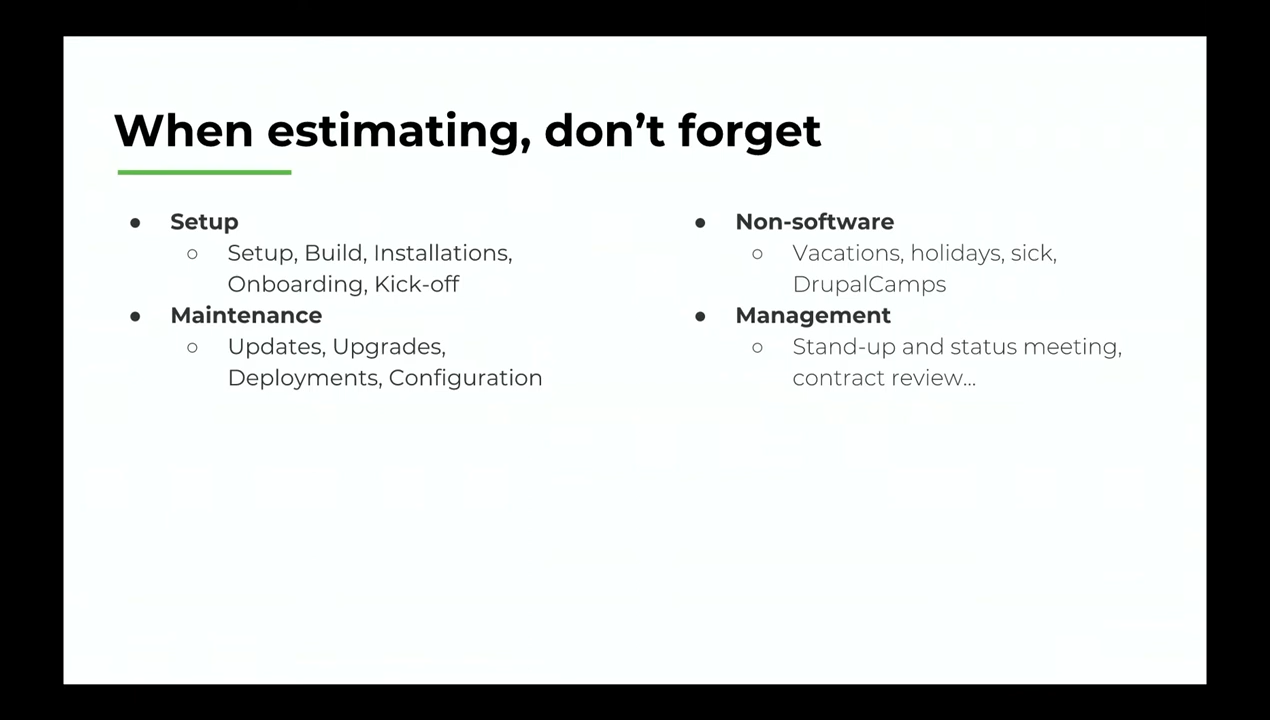 When estimating, don’t forget
● Setup
○ Setup, Build, Installations,
Onboarding, Kick-off
● Maintenance
○ Updates, Upgrades,
Deployments, Configuration
● Non-software
○ Vacations, holidays, sick,
DrupalCamps
● Management
○ Stand-up and status meeting,
contract review...